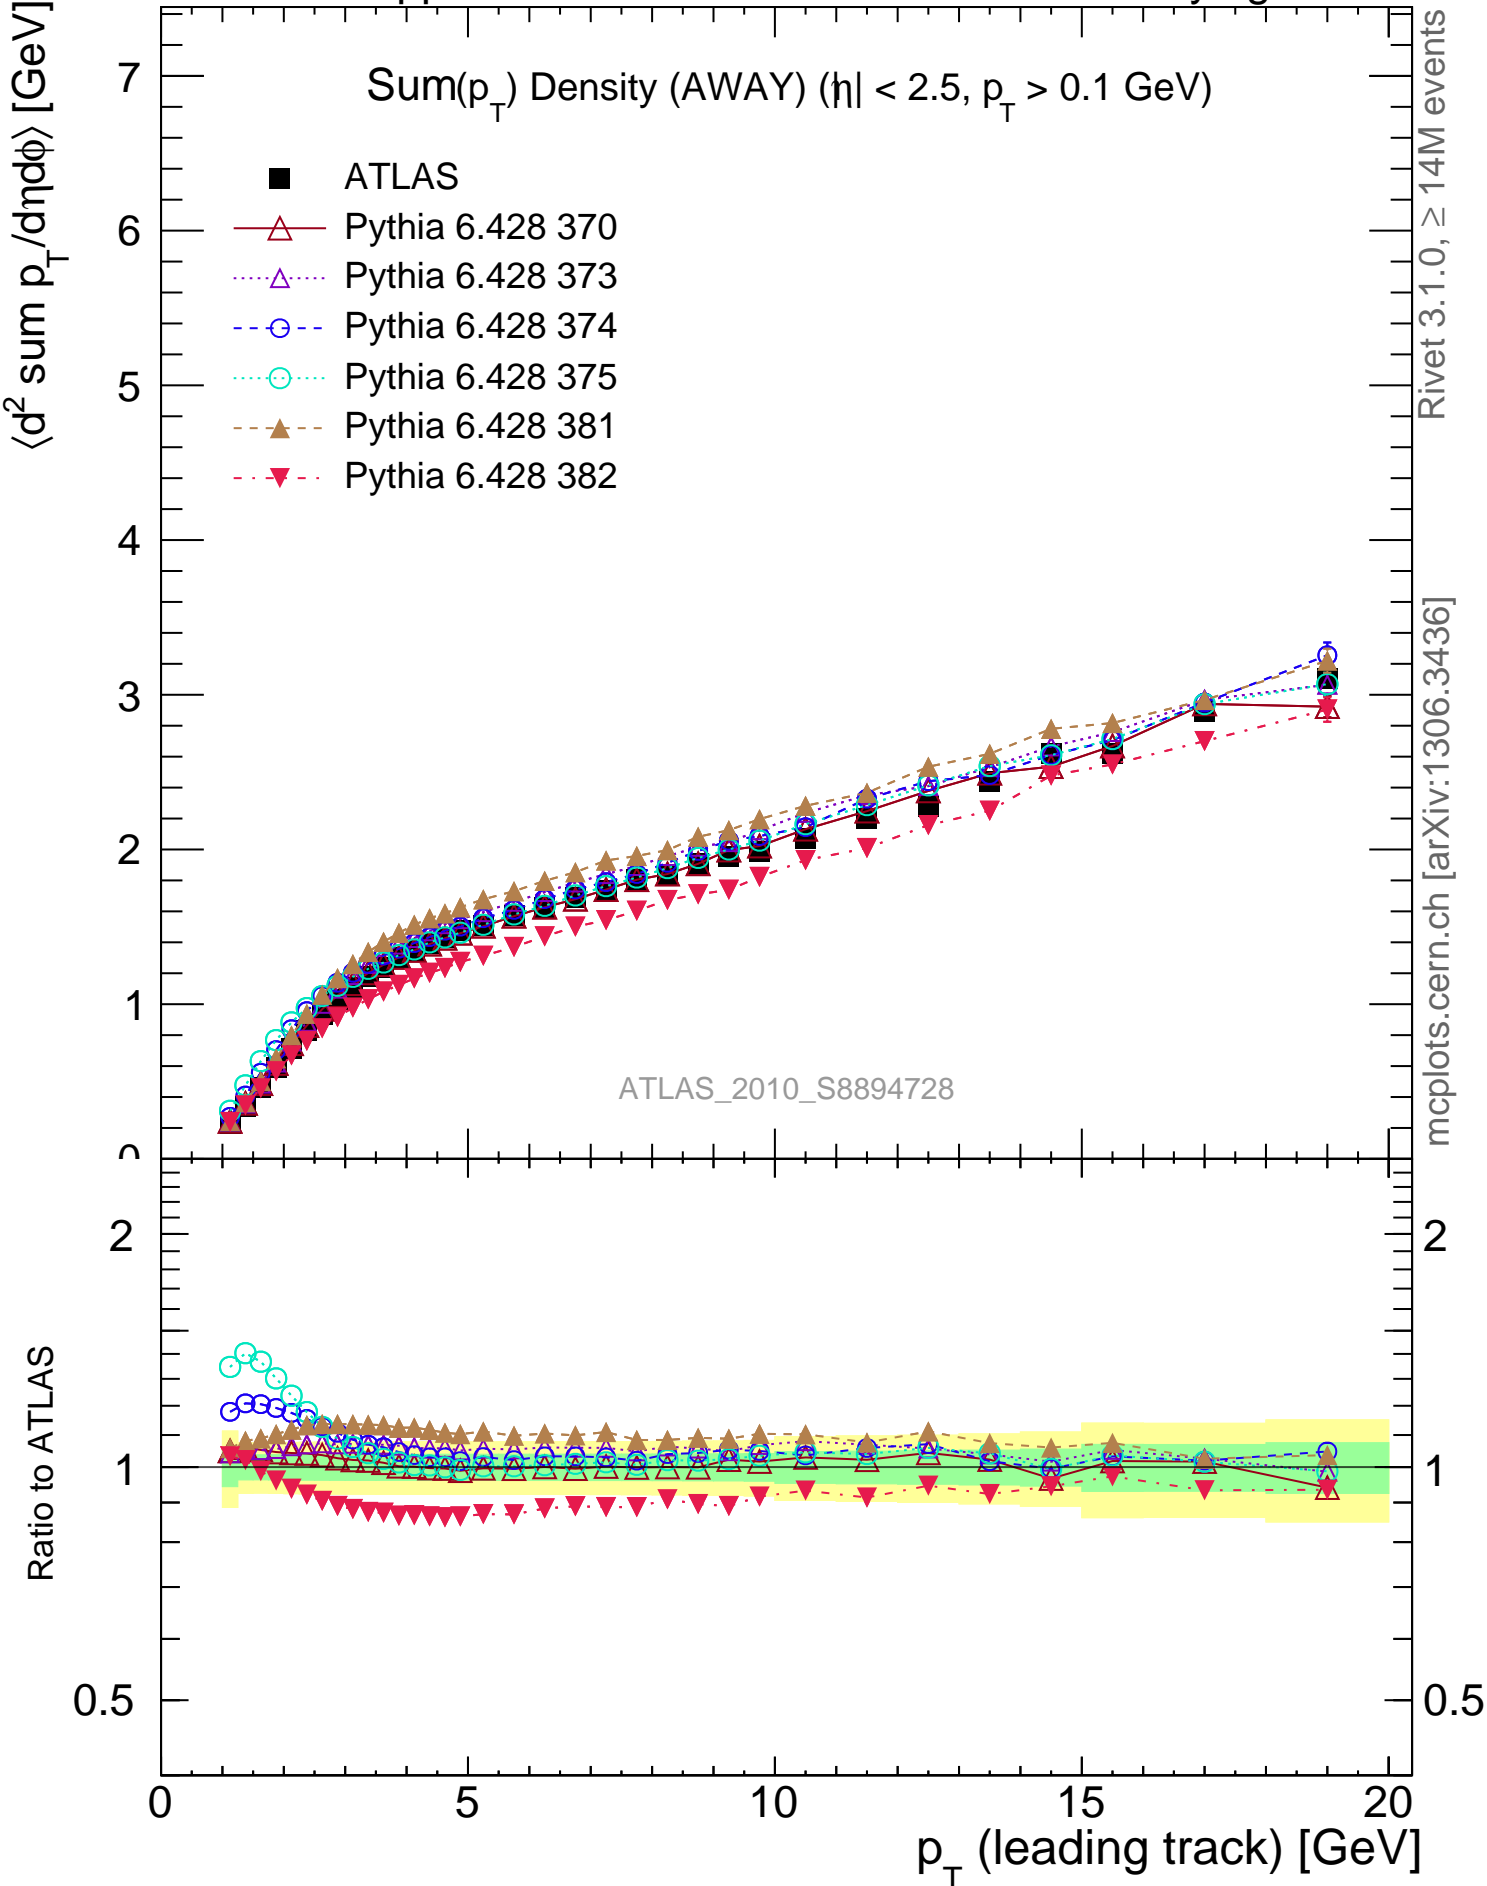 Sum(p_T) Density (AWAY) (|η| < 2.5, p_T > 0.1 GeV)
⟨d² sum p_T/dηdϕ⟩ [GeV]
ATLAS
Pythia 6.428 370
Pythia 6.428 373
Pythia 6.428 374
Pythia 6.428 375
Pythia 6.428 381
Pythia 6.428 382
7
6
5
4
3
2
1
0
ATLAS_2010_S8894728
Rivet 3.1.0, ≥ 14M events
mcplots.cern.ch [arXiv:1306.3436]
Ratio to ATLAS
2
1
0.5
2
1
0.5
0 5 10 15 20
p_T (leading track) [GeV]